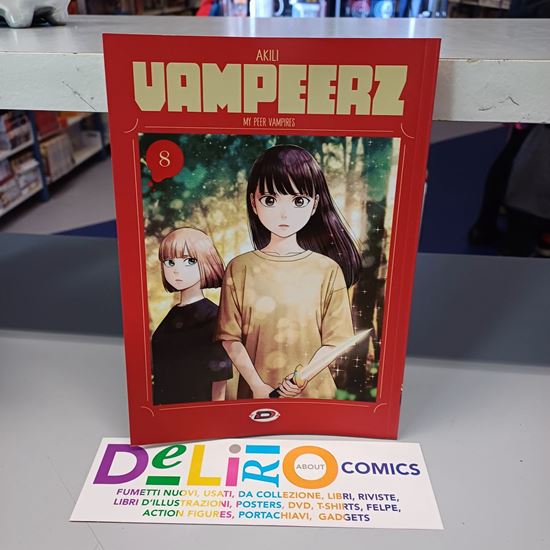 AKILI
VAMPEERZ
MY PEER VAMPIRES
8
D
DeLiRiO ABOUT COMICS
FUMETTI NUOVI, USATI, DA COLLEZIONE, LIBRI, RIVISTE,
LIBRI D'ILLUSTRAZIONI, POSTERS, DVD, T-SHIRTS, FELPE,
ACTION FIGURES, PORTACHIAVI, GADGETS